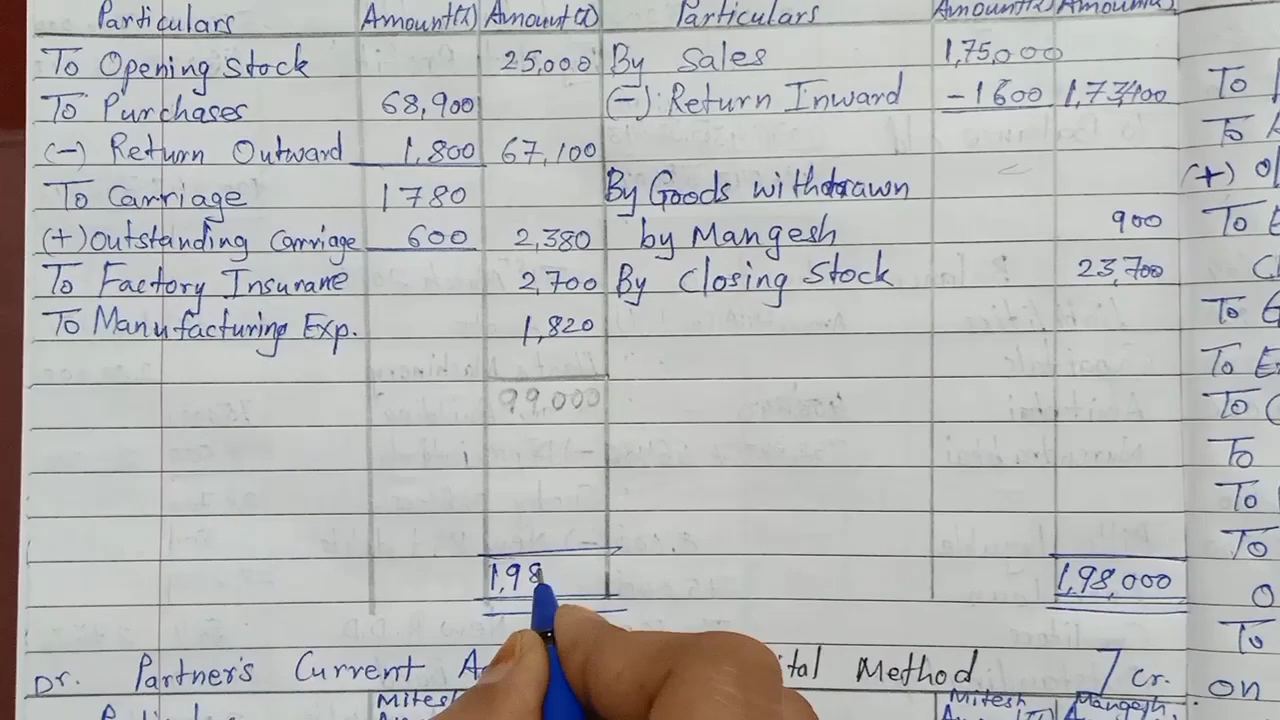 Particulars Amount(₹) Amount(₹) Particulars Amount(₹) Amount(₹)
To Opening Stock 25,000 By Sales 1,75,000
To Purchases 68,900 (-) Return Inward -1600 1,73,400 To
(-) Return Outward 1,800 67,100 To
To Carriage 1780 By Goods withdrawn (+)
(+) Outstanding Carriage 600 2,380 by Mangesh 900 To
To Factory Insurane 2,700 By Closing Stock 23,700
To Manufacturing Exp. 1,820 To
To
99,000 To
To
To
To
1,98 1,98,000
To
Dr. Partner's Current Method Cr. on
Mitesh Mitesh Mangesh